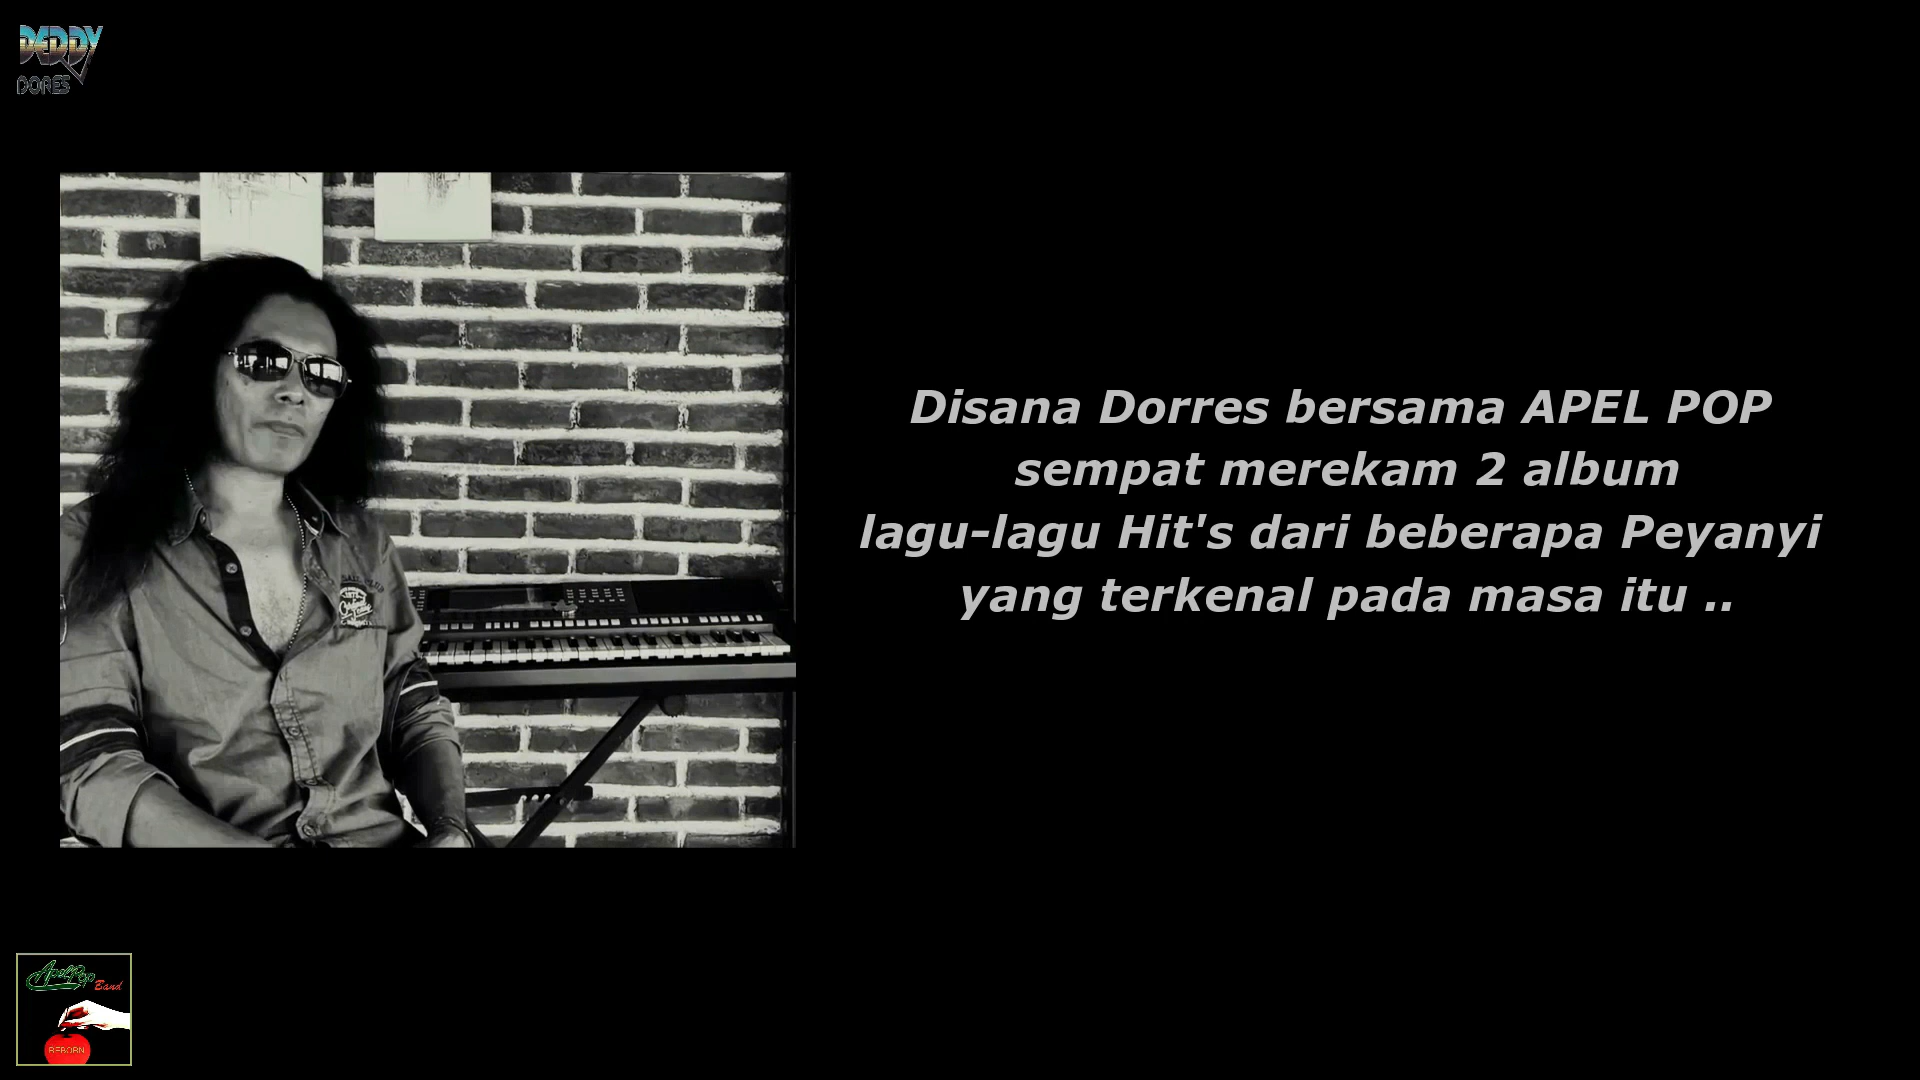 DEDDY
DORES
Disana Dorres bersama APEL POP
sempat merekam 2 album
lagu-lagu Hit's dari beberapa Peyanyi
yang terkenal pada masa itu ..
ApelPop
Band
REBORN